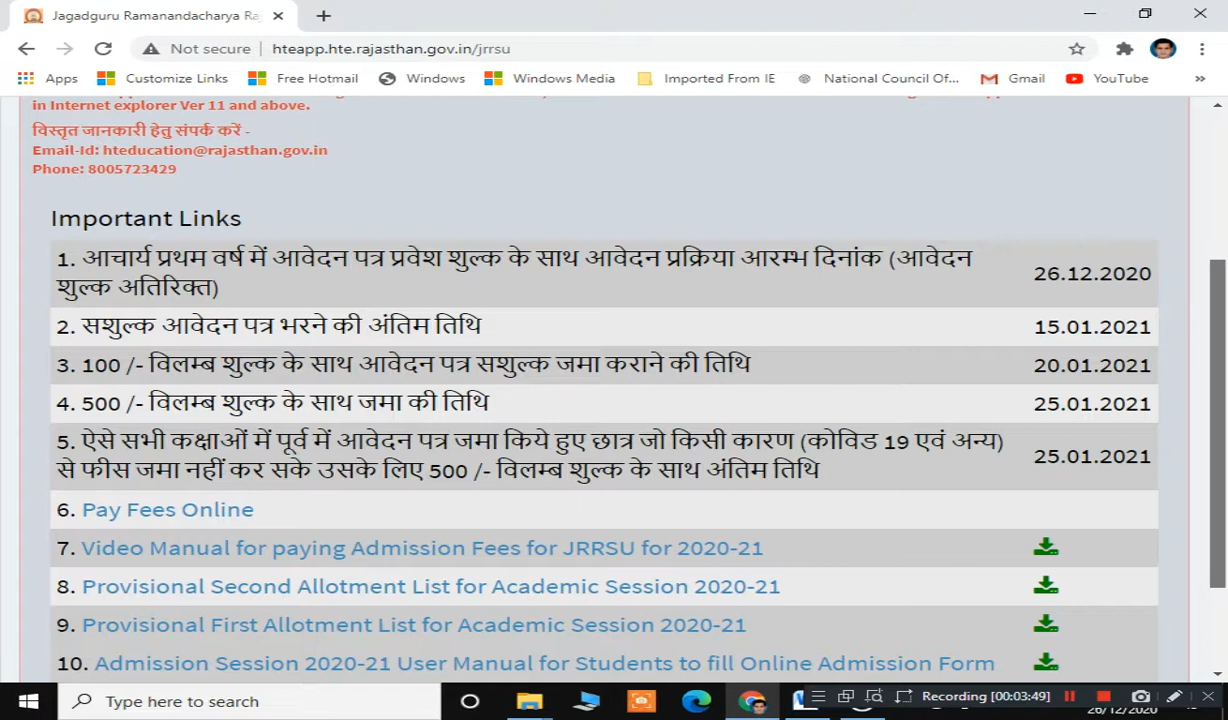 Jagadguru Ramanandacharya Ra
Not secure | hteapp.hte.rajasthan.gov.in/jrrsu
Apps Customize Links Free Hotmail Windows Windows Media Imported From IE National Council Of... Gmail YouTube »
in Internet explorer Ver 11 and above.
विस्तृत जानकारी हेतु संपर्क करें -
Email-Id: hteducation@rajasthan.gov.in
Phone: 8005723429
Important Links
1. आचार्य प्रथम वर्ष में आवेदन पत्र प्रवेश शुल्क के साथ आवेदन प्रक्रिया आरम्भ दिनांक (आवेदन
शुल्क अतिरिक्त) 26.12.2020
2. सशुल्क आवेदन पत्र भरने की अंतिम तिथि 15.01.2021
3. 100 /- विलम्ब शुल्क के साथ आवेदन पत्र सशुल्क जमा कराने की तिथि 20.01.2021
4. 500 /- विलम्ब शुल्क के साथ जमा की तिथि 25.01.2021
5. ऐसे सभी कक्षाओं में पूर्व में आवेदन पत्र जमा किये हुए छात्र जो किसी कारण (कोविड 19 एवं अन्य)
से फीस जमा नहीं कर सके उसके लिए 500 /- विलम्ब शुल्क के साथ अंतिम तिथि 25.01.2021
6. Pay Fees Online
7. Video Manual for paying Admission Fees for JRRSU for 2020-21
8. Provisional Second Allotment List for Academic Session 2020-21
9. Provisional First Allotment List for Academic Session 2020-21
10. Admission Session 2020-21 User Manual for Students to fill Online Admission Form
Type here to search
Recording [00:03:49]
26/12/2020